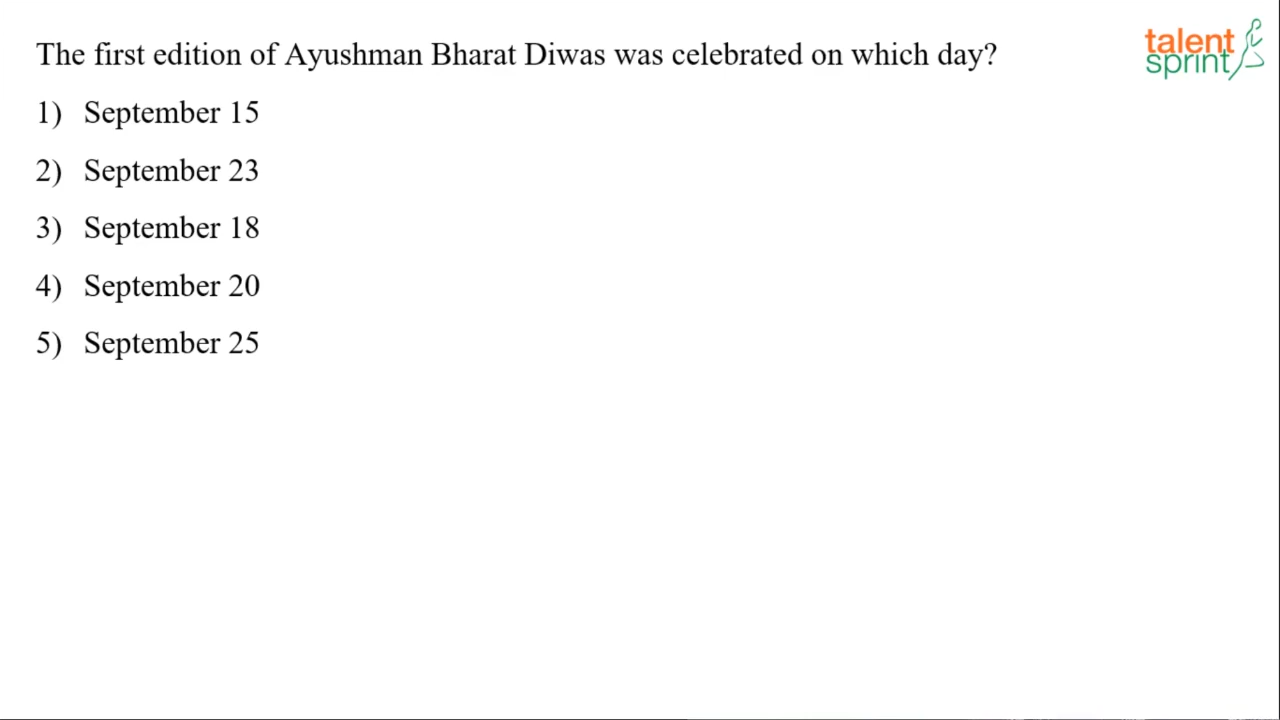 The first edition of Ayushman Bharat Diwas was celebrated on which day?
talent
sprint
1) September 15
2) September 23
3) September 18
4) September 20
5) September 25